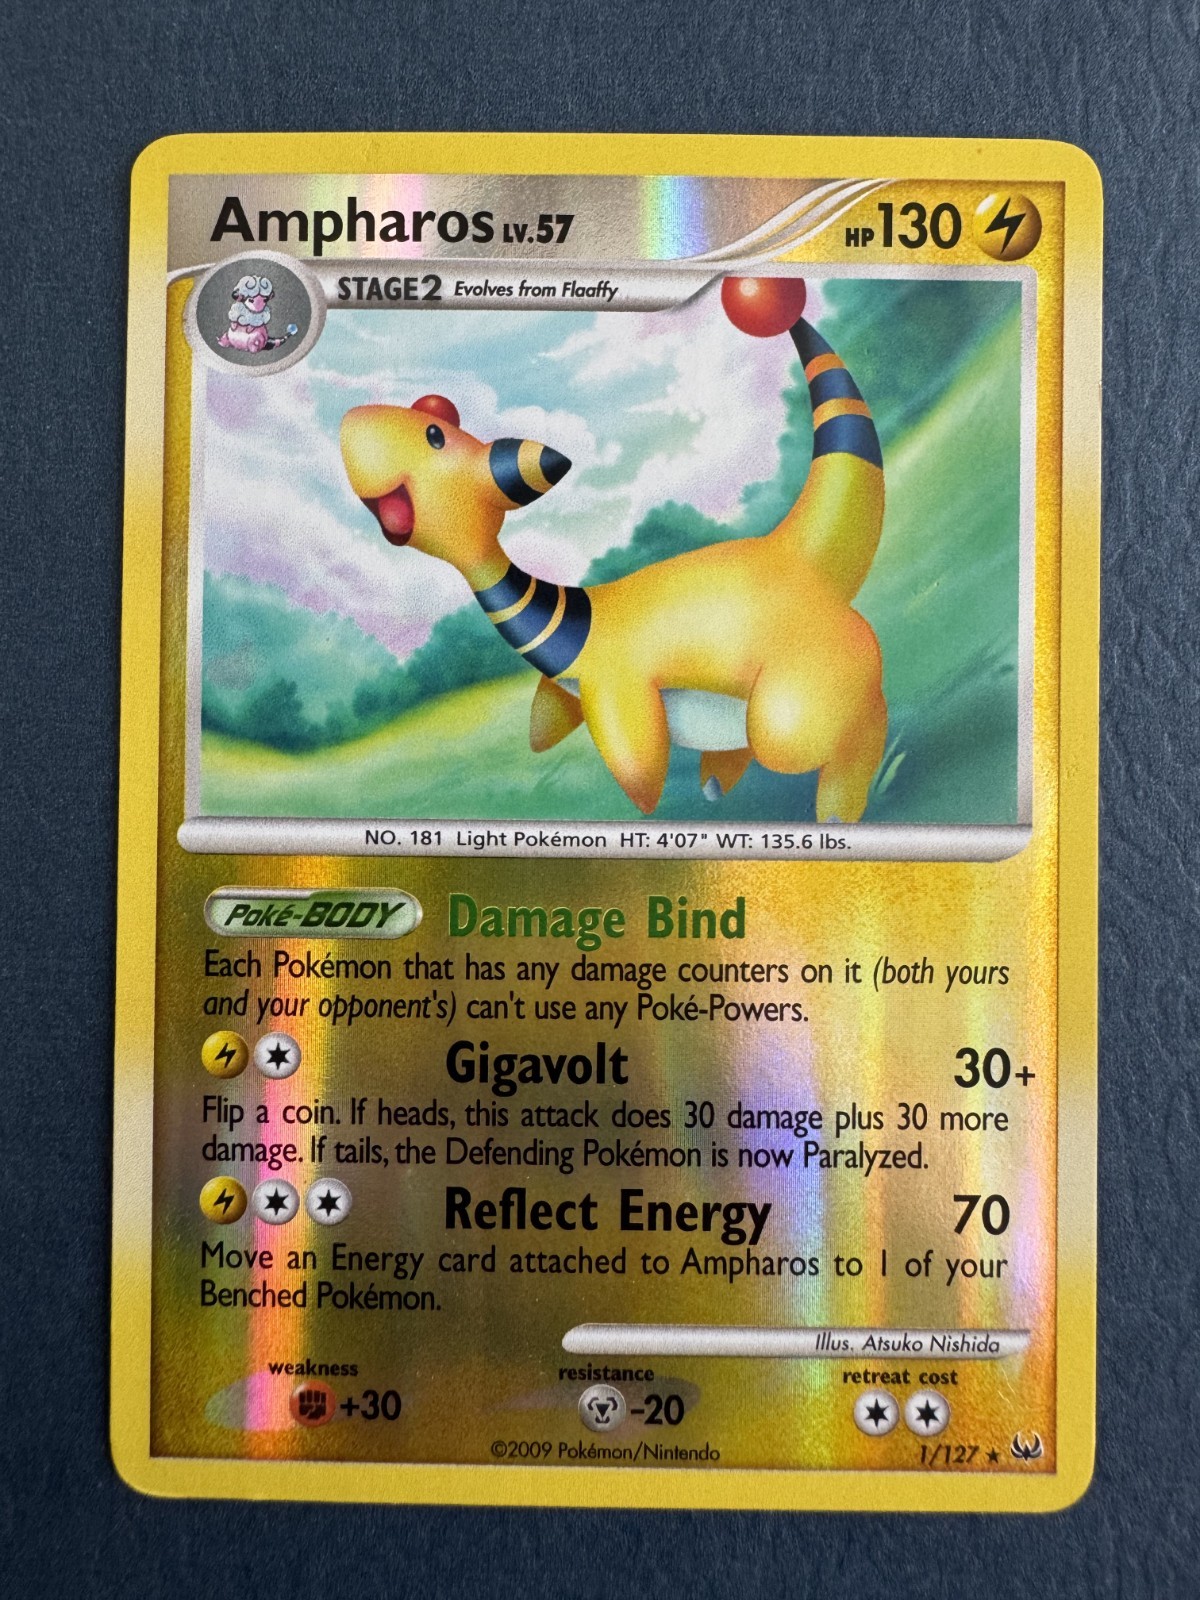 Ampharos LV.57 HP 130
STAGE2 Evolves from Flaaffy
NO. 181 Light Pokémon HT: 4'07" WT: 135.6 lbs.
Poké-BODY Damage Bind
Each Pokémon that has any damage counters on it (both yours
and your opponent's) can't use any Poké-Powers.
Gigavolt 30+
Flip a coin. If heads, this attack does 30 damage plus 30 more
damage. If tails, the Defending Pokémon is now Paralyzed.
Reflect Energy 70
Move an Energy card attached to Ampharos to 1 of your
Benched Pokémon.
Illus. Atsuko Nishida
weakness resistance retreat cost
+30 -20
©2009 Pokémon/Nintendo 1/127 ★